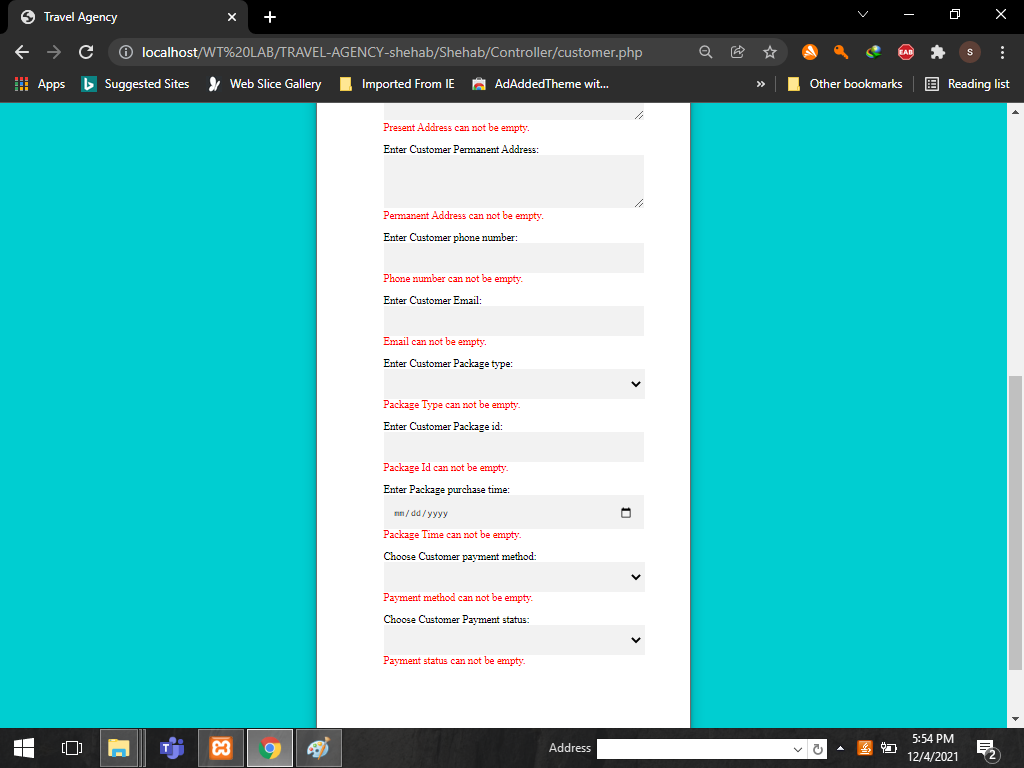 Travel Agency
localhost/WT%20LAB/TRAVEL-AGENCY-shehab/Shehab/Controller/customer.php
EAB
S
Apps
Suggested Sites
Web Slice Gallery
Imported From IE
AdAddedTheme wit...
»
Other bookmarks
Reading list
Present Address can not be empty.
Enter Customer Permanent Address:
Permanent Address can not be empty.
Enter Customer phone number:
Phone number can not be empty.
Enter Customer Email:
Email can not be empty.
Enter Customer Package type:
Package Type can not be empty.
Enter Customer Package id:
Package Id can not be empty.
Enter Package purchase time:
mm/dd/yyyy
Package Time can not be empty.
Choose Customer payment method:
Payment method can not be empty.
Choose Customer Payment status:
Payment status can not be empty.
Address
5:54 PM
12/4/2021
2